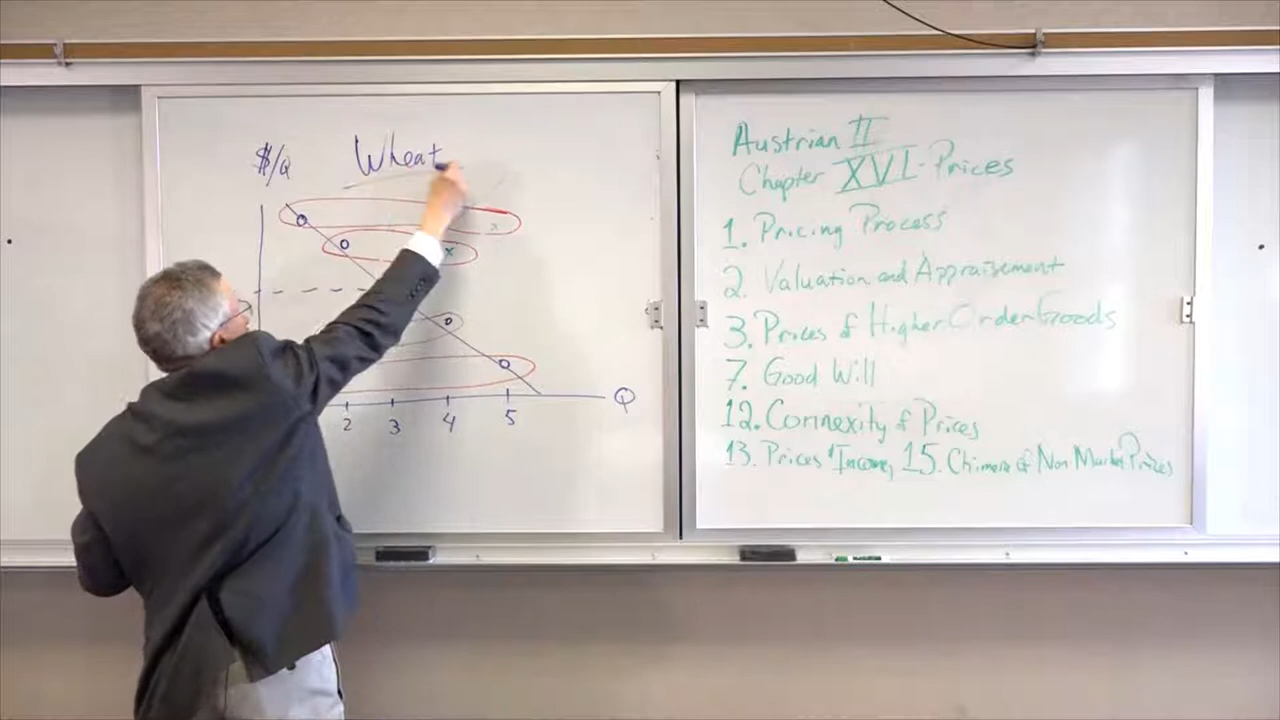 $/Q
Wheat
x
x
Q
2 3 4 5
Austrian II
Chapter XVI - Prices
1. Pricing Process
2. Valuation and Appraisement
3. Prices of Higher Order Goods
7. Good Will
12. Connexity of Prices
13. Prices & Income, 15. Chimera of Non Market Prices